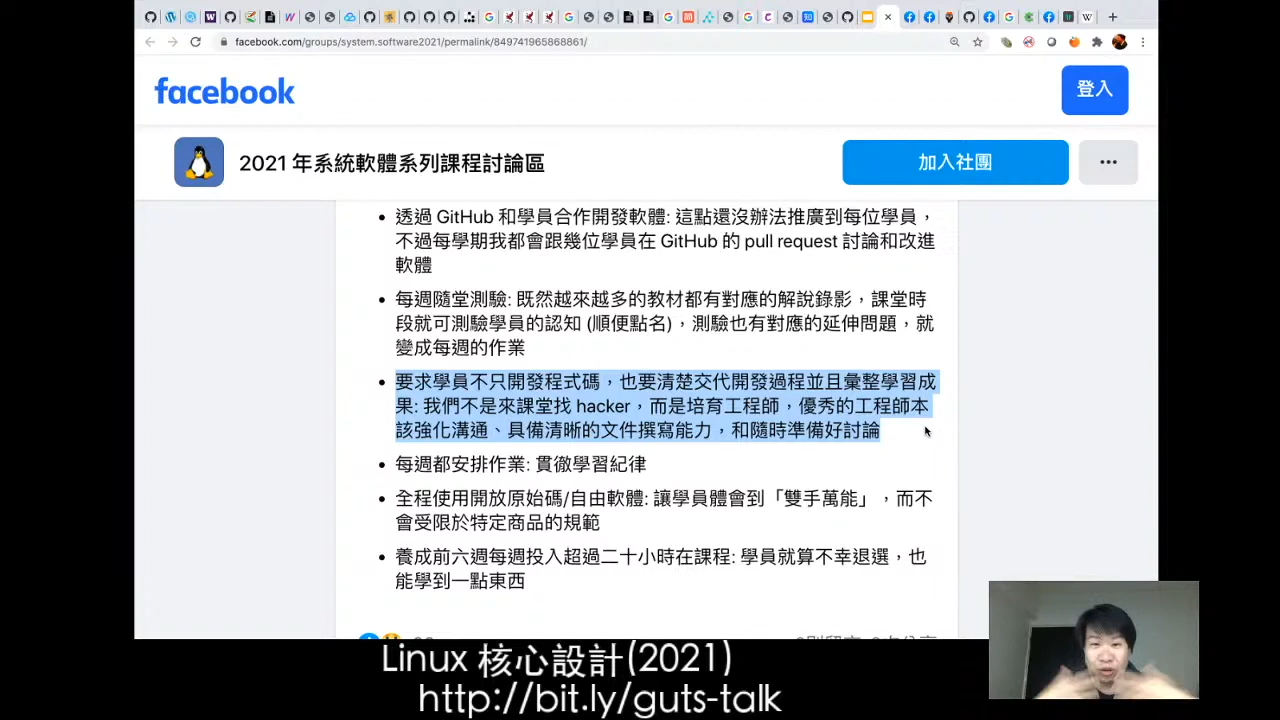 facebook.com/groups/system.software2021/permalink/849741965868861/
facebook
登入
2021 年系統軟體系列課程討論區
加入社團
透過 GitHub 和學員合作開發軟體: 這點還沒辦法推廣到每位學員，
不過每學期我都會跟幾位學員在 GitHub 的 pull request 討論和改進
軟體
每週隨堂測驗: 既然越來越多的教材都有對應的解說錄影，課堂時
段就可測驗學員的認知 (順便點名)，測驗也有對應的延伸問題，就
變成每週的作業
要求學員不只開發程式碼，也要清楚交代開發過程並且彙整學習成
果: 我們不是來課堂找 hacker，而是培育工程師，優秀的工程師本
該強化溝通、具備清晰的文件撰寫能力，和隨時準備好討論
每週都安排作業: 貫徹學習紀律
全程使用開放原始碼/自由軟體: 讓學員體會到「雙手萬能」，而不
會受限於特定商品的規範
養成前六週每週投入超過二十小時在課程: 學員就算不幸退選，也
能學到一點東西
Linux 核心設計(2021)
http://bit.ly/guts-talk